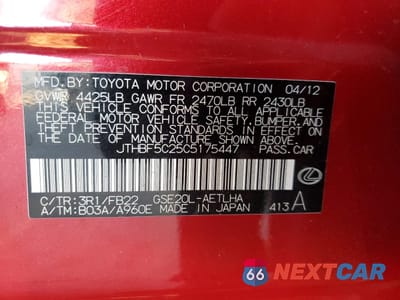 MFD.BY: TOYOTA MOTOR CORPORATION 04/12
GVWR 4425LB GAWR FR 2470LB RR 2430LB
THIS VEHICLE CONFORMS TO ALL APPLICABLE
FEDERAL MOTOR VEHICLE SAFETY, BUMPER, AND
THEFT PREVENTION STANDARDS IN EFFECT ON
THE DATE OF MANUFACTURE SHOWN ABOVE.
JTHBF5C25C5175447 PASS.CAR
C/TR: 3R1/FB22 GSE20L-AETLHA
A/TM: B03A/A960E MADE IN JAPAN 413 A
66 NEXTCAR